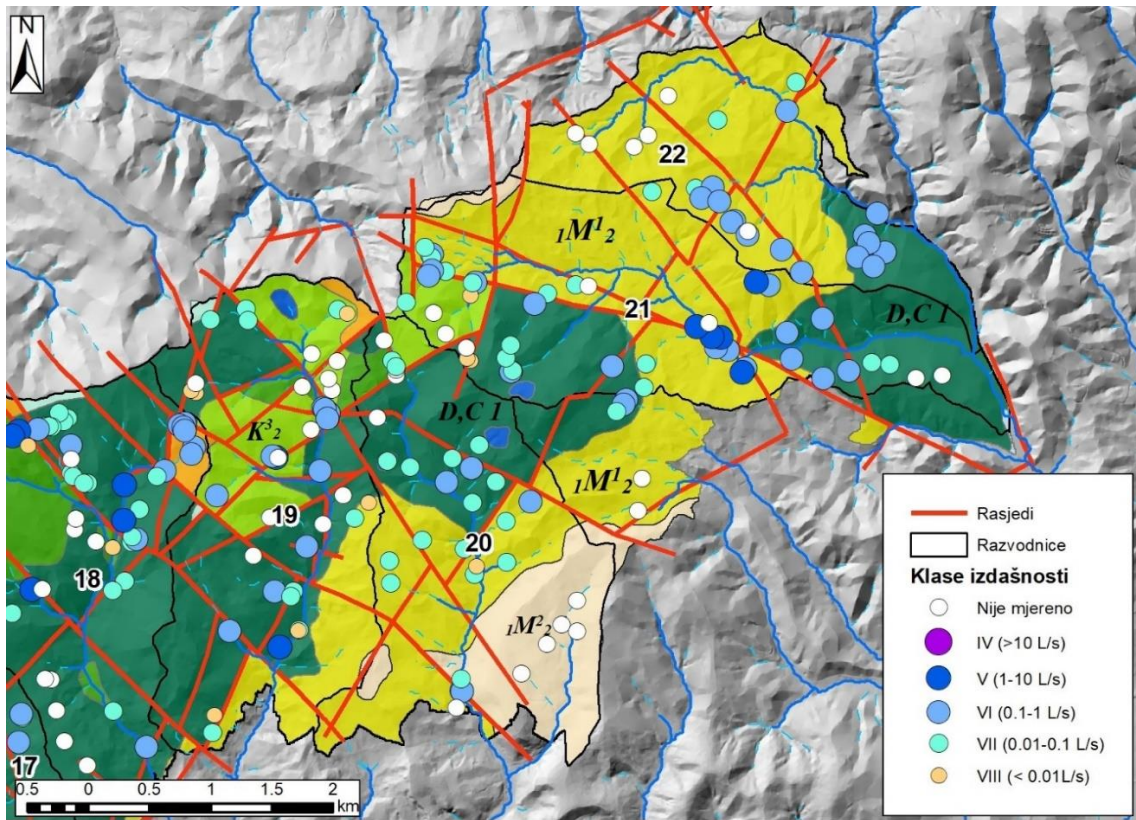 N
22
₁M¹₂
21
D,C 1
D,C 1
K³₂
₁M¹₂
19
20
18
₁M²₂
17
0.5 0 0.5 1 1.5 2
km
Rasjedi
Razvodnice
Klase izdašnosti
Nije mjereno
IV (>10 L/s)
V (1-10 L/s)
VI (0.1-1 L/s)
VII (0.01-0.1 L/s)
VIII (< 0.01L/s)